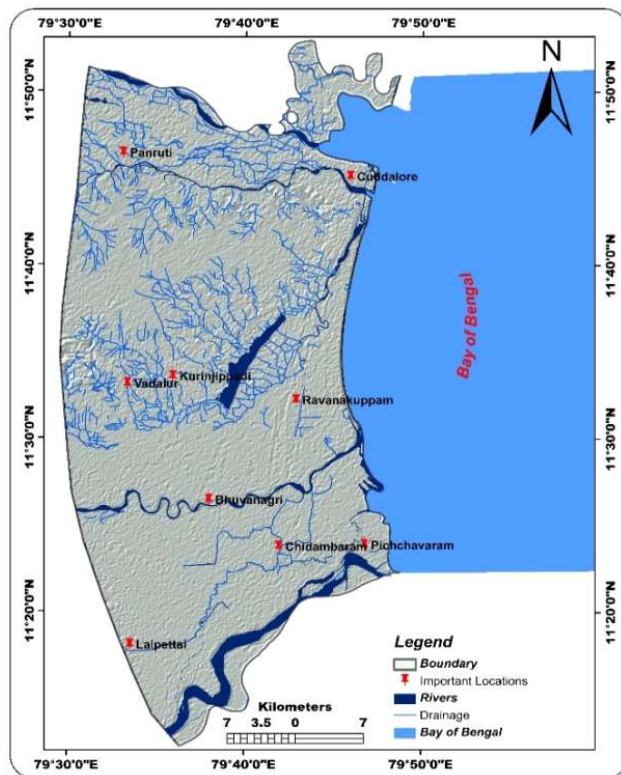 79°30'0"E 79°40'0"E 79°50'0"E
N
11°50'0"N 11°50'0"N
Panruti
Cuddalore
11°40'0"N 11°40'0"N
Bay of Bengal
Kurinjippadi
Vadalur
Ravanakuppam
11°30'0"N 11°30'0"N
Bhuvanagri
Chidambaram Pichchavaram
11°20'0"N 11°20'0"N
Lalpettai
Legend
Boundary
Important Locations
Rivers
Drainage
Bay of Bengal
Kilometers
7 3.5 0 7
79°30'0"E 79°40'0"E 79°50'0"E